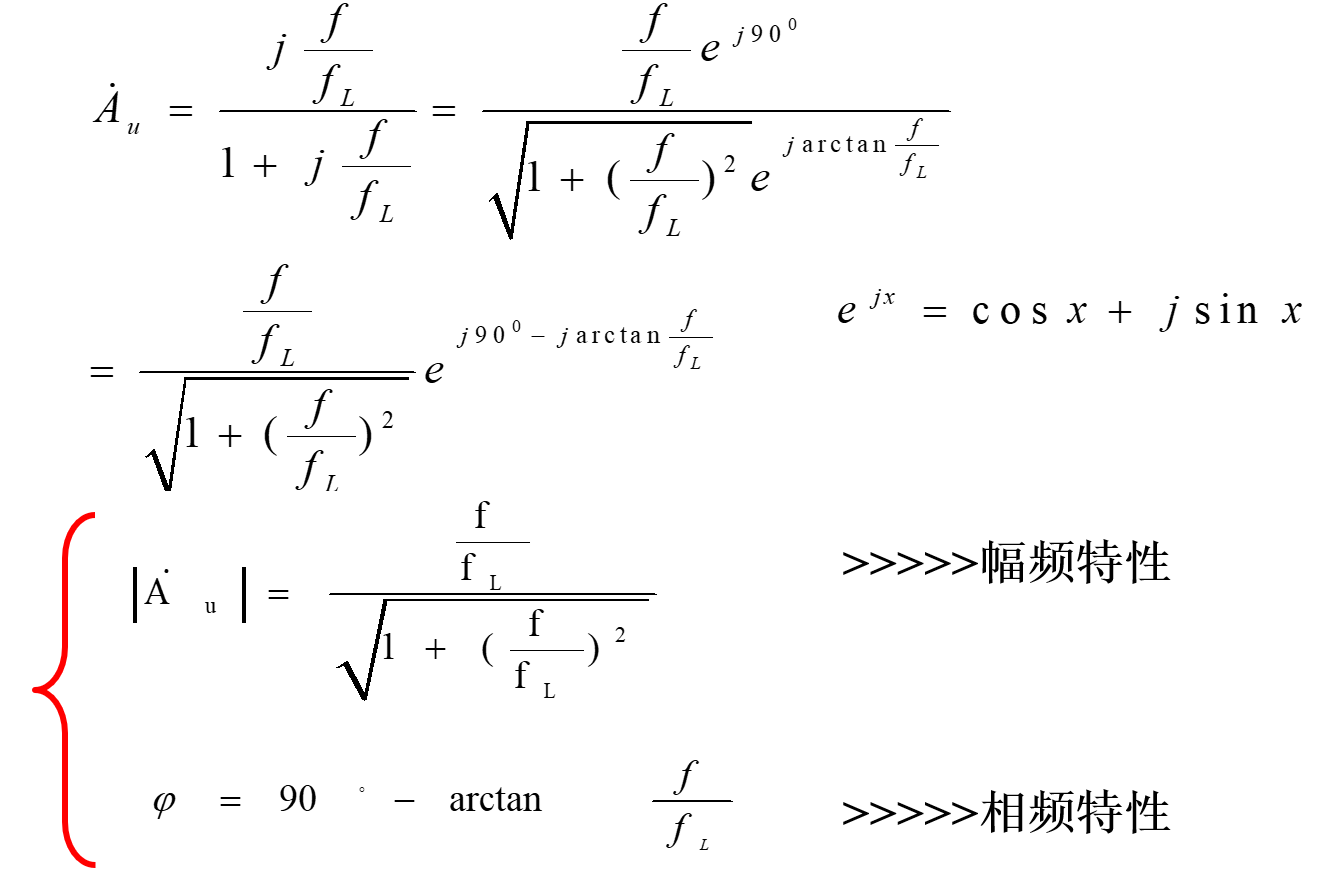 $\dot{A}_u = \frac{j\frac{f}{f_L}}{1 + j\frac{f}{f_L}} = \frac{\frac{f}{f_L}e^{j90^0}}{\sqrt{1 + (\frac{f}{f_L})^2}e^{j\arctan\frac{f}{f_L}}}$
$= \frac{\frac{f}{f_L}}{\sqrt{1 + (\frac{f}{f_L})^2}}e^{j90^0 - j\arctan\frac{f}{f_L}}$ $e^{jx} = \cos x + j\sin x$
$|\dot{A}_u| = \frac{\frac{f}{f_L}}{\sqrt{1 + (\frac{f}{f_L})^2}}$ >>>>>幅频特性
$\varphi = 90^\circ - \arctan\frac{f}{f_L}$ >>>>>相频特性